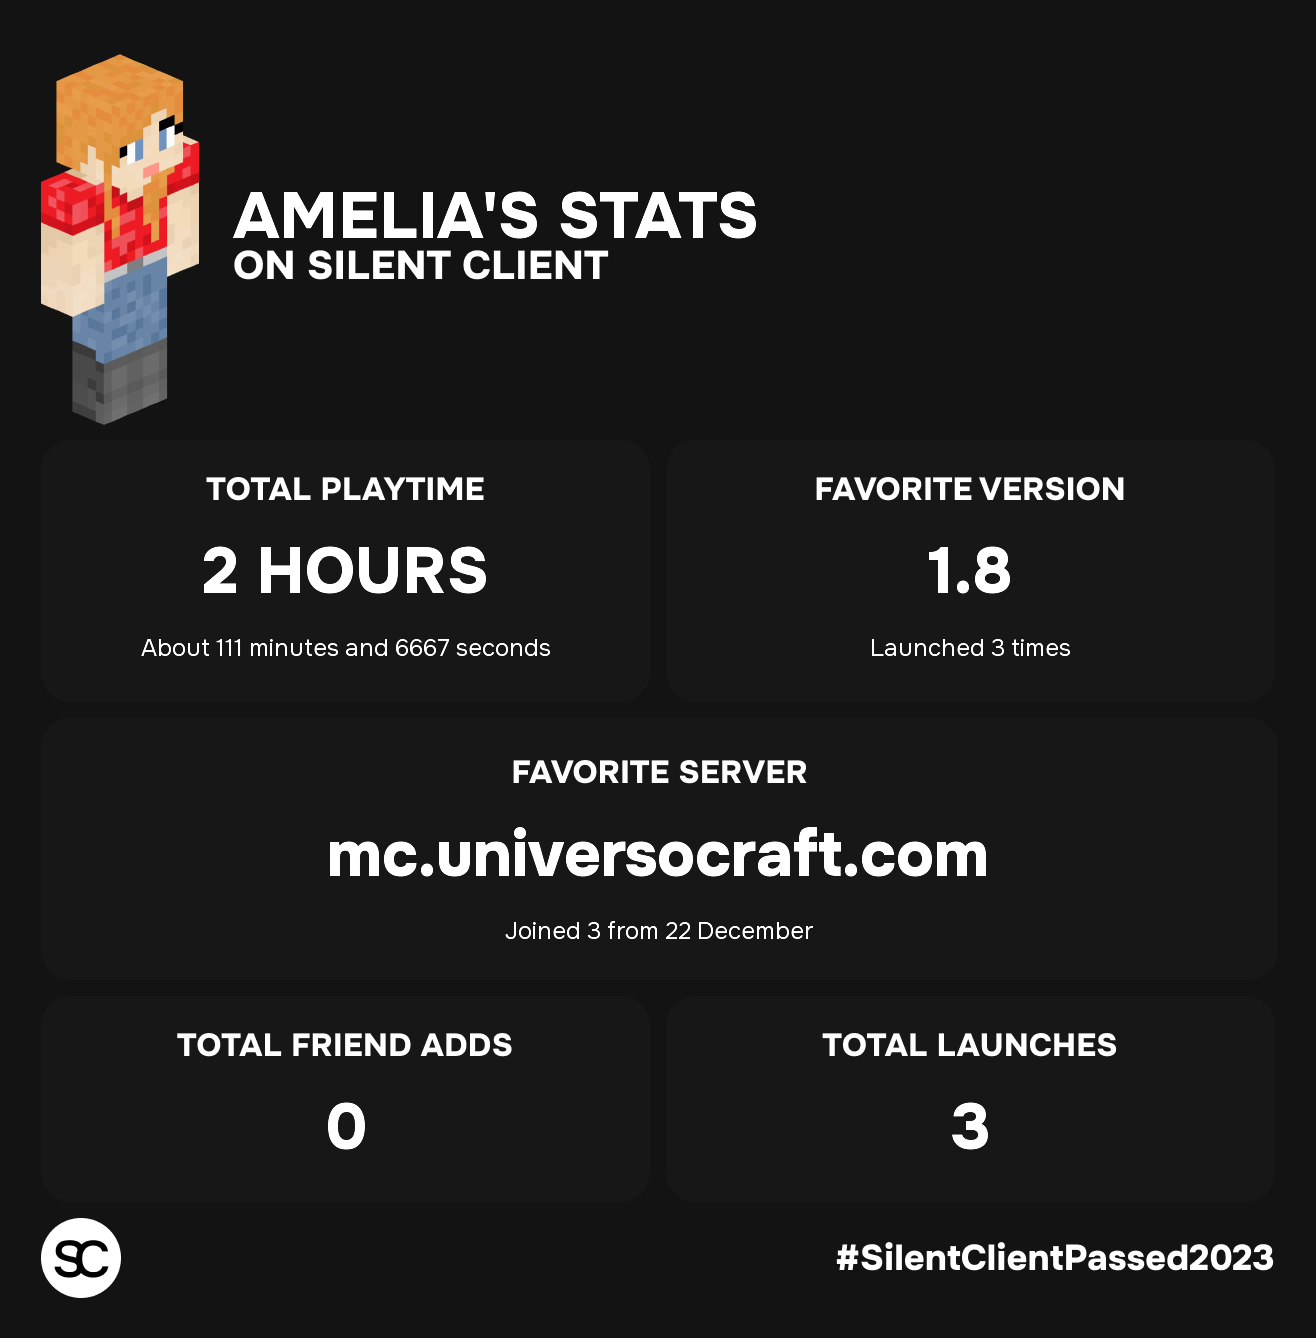 AMELIA'S STATS
ON SILENT CLIENT
TOTAL PLAYTIME
2 HOURS
About 111 minutes and 6667 seconds
FAVORITE VERSION
1.8
Launched 3 times
FAVORITE SERVER
mc.universocraft.com
Joined 3 from 22 December
TOTAL FRIEND ADDS
0
TOTAL LAUNCHES
3
SC
#SilentClientPassed2023